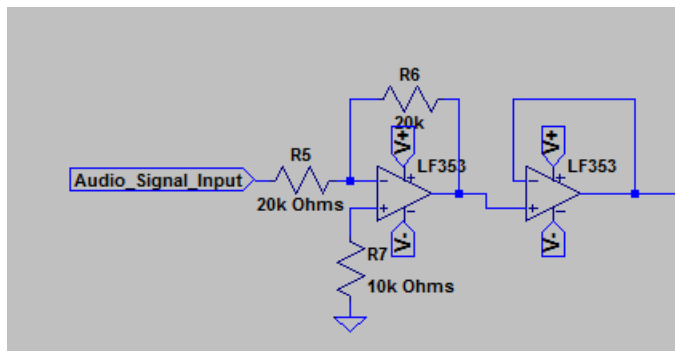 R6
20k
V+
LF353
V+
LF353
R5
Audio_Signal_Input
20k Ohms
V-
V-
R7
10k Ohms